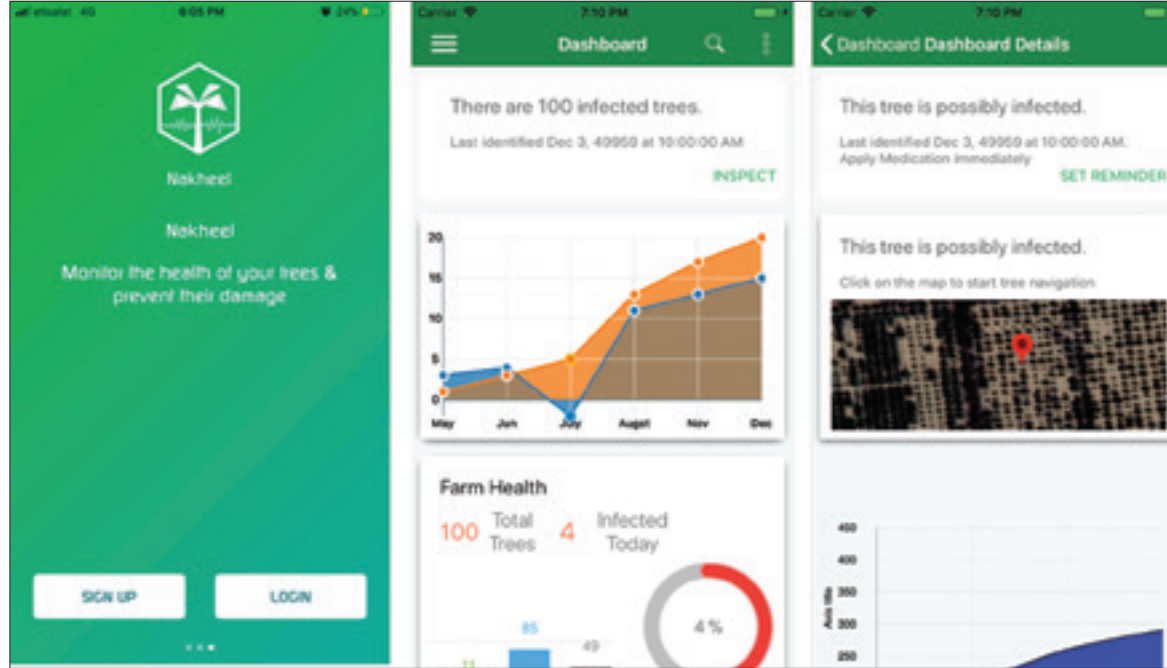 etisalat 4G 6:05 PM 24%
Nakheel
Nakheel
Monitor the health of your trees &
prevent their damage
SIGN UP
LOGIN
Carrier 7:10 PM
Dashboard
There are 100 infected trees.
Last identified Dec 3, 49959 at 10:00:00 AM
INSPECT
20
15
10
5
0
May Jun July Augst Nov Dec
Farm Health
100 Total Trees 4 Infected Today
85
49
11
4 %
Carrier 7:10 PM
Dashboard Dashboard Details
This tree is possibly infected.
Last identified Dec 3, 49959 at 10:00:00 AM.
Apply Medication immediately
SET REMINDER
This tree is possibly infected.
Click on the map to start tree navigation
450
400
350
300
250
Axis title